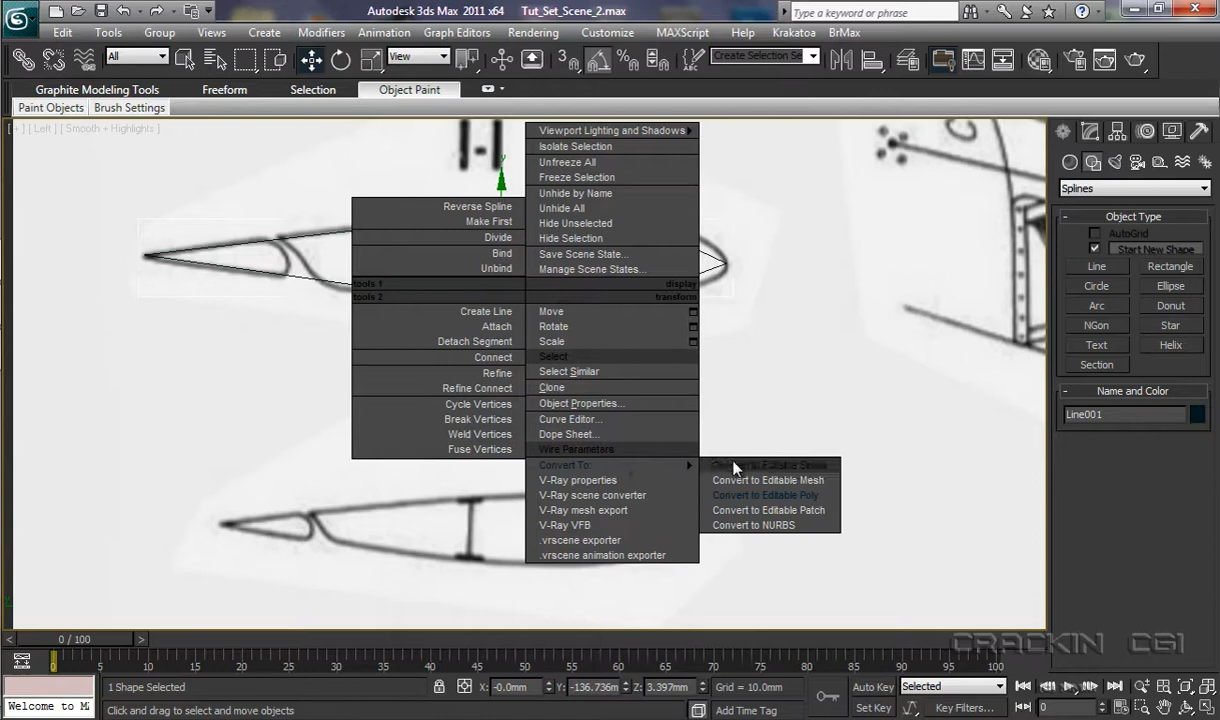 Autodesk 3ds Max 2011 x64 Tut_Set_Scene_2.max
Type a keyword or phrase
Edit Tools Group Views Create Modifiers Animation Graph Editors Rendering Customize MAXScript Help Krakatoa BrMax
All View Create Selection Se
Graphite Modeling Tools Freeform Selection Object Paint
Paint Objects Brush Settings
[ + ] [ Left ] [ Smooth + Highlights ]
H-H
Viewport Lighting and Shadows
Isolate Selection
Unfreeze All
Freeze Selection
Unhide by Name
Unhide All
Hide Unselected
Hide Selection
Save Scene State...
Manage Scene States...
Reverse Spline
Make First
Divide
Bind
Unbind
tools 1 display
tools 2 transform
Create Line
Attach
Detach Segment
Connect
Refine
Refine Connect
Cycle Vertices
Break Vertices
Weld Vertices
Fuse Vertices
Move
Rotate
Scale
Select
Select Similar
Clone
Object Properties...
Curve Editor...
Dope Sheet...
Wire Parameters
Convert To:
V-Ray properties
V-Ray scene converter
V-Ray mesh export
V-Ray VFB
.vrscene exporter
.vrscene animation exporter
Convert to Editable Mesh
Convert to Editable Poly
Convert to Editable Patch
Convert to NURBS
Splines
- Object Type
AutoGrid
Start New Shape
Line Rectangle
Circle Ellipse
Arc Donut
NGon Star
Text Helix
Section
- Name and Color
Line001
CRACKIN CGI
< 0 / 100 >
0 5 10 15 20 25 30 35 40 45 50 55 60 65 70 75 80 85 90 95 100
1 Shape Selected X: -0.0mm Y: -136.736m Z: 3.397mm Grid = 10.0mm Auto Key Selected
Welcome to M Click and drag to select and move objects Add Time Tag Set Key Key Filters... 0